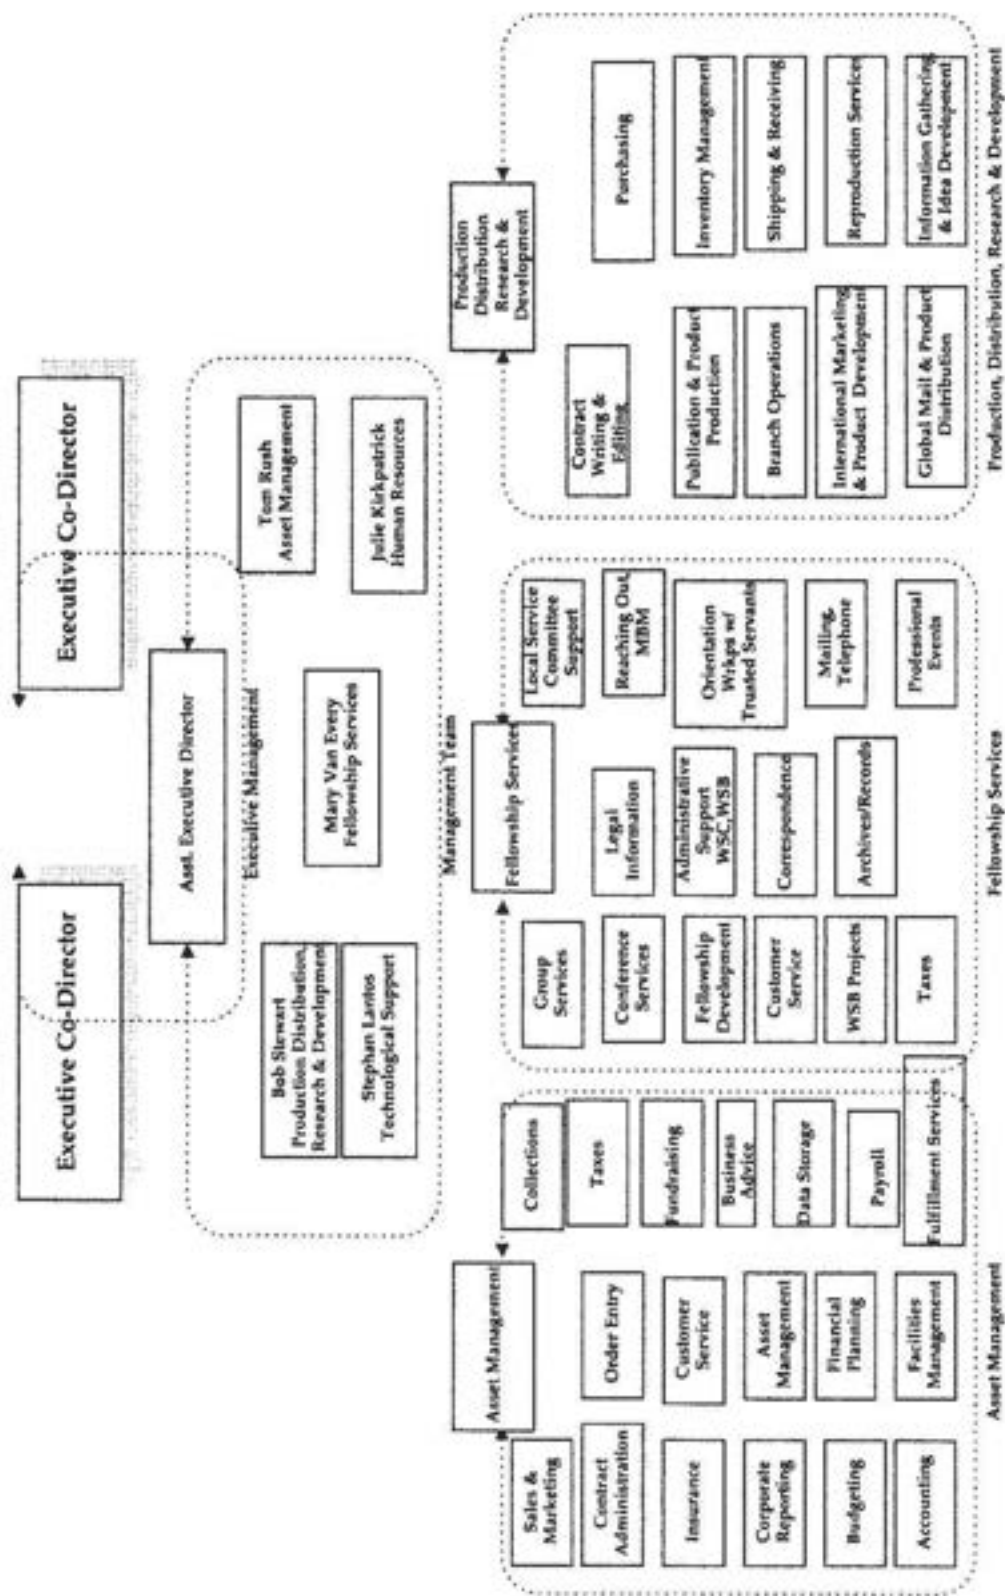 Executive Co-Director
Executive Co-Director
Asst. Executive Director
Executive Management
Bob Stewart
Production Distribution,
Research & Development
Stephan Lantos
Technological Support
Mary Van Every
Fellowship Services
Tom Rush
Asset Management
Julie Kirkpatrick
Human Resources
Management Team
Asset Management
Sales &
Marketing
Contract
Administration
Insurance
Corporate
Reporting
Budgeting
Accounting
Order Entry
Customer
Service
Asset
Management
Financial
Planning
Facilities
Management
Collections
Taxes
Fundraising
Business
Advice
Data Storage
Payroll
Fulfillment Services
Asset Management
Fellowship Services
Group
Services
Conference
Services
Fellowship
Development
Customer
Service
WSB Projects
Taxes
Legal
Information
Administrative
Support
WSC,WSB
Correspondence
Archives/Records
Local Service
Committee
Support
Reaching Out,
MBM
Orientation
Wrkps w/
Trusted Servants
Mailing,
Telephone
Professional
Events
Fellowship Services
Production
Distribution
Research &
Development
Contract
Writing &
Editing
Publication & Product
Production
Branch Operations
International Marketing
& Product Development
Global Mail & Product
Distribution
Purchasing
Inventory Management
Shipping & Receiving
Reproduction Services
Information Gathering
& Idea Development
Production, Distribution, Research & Development